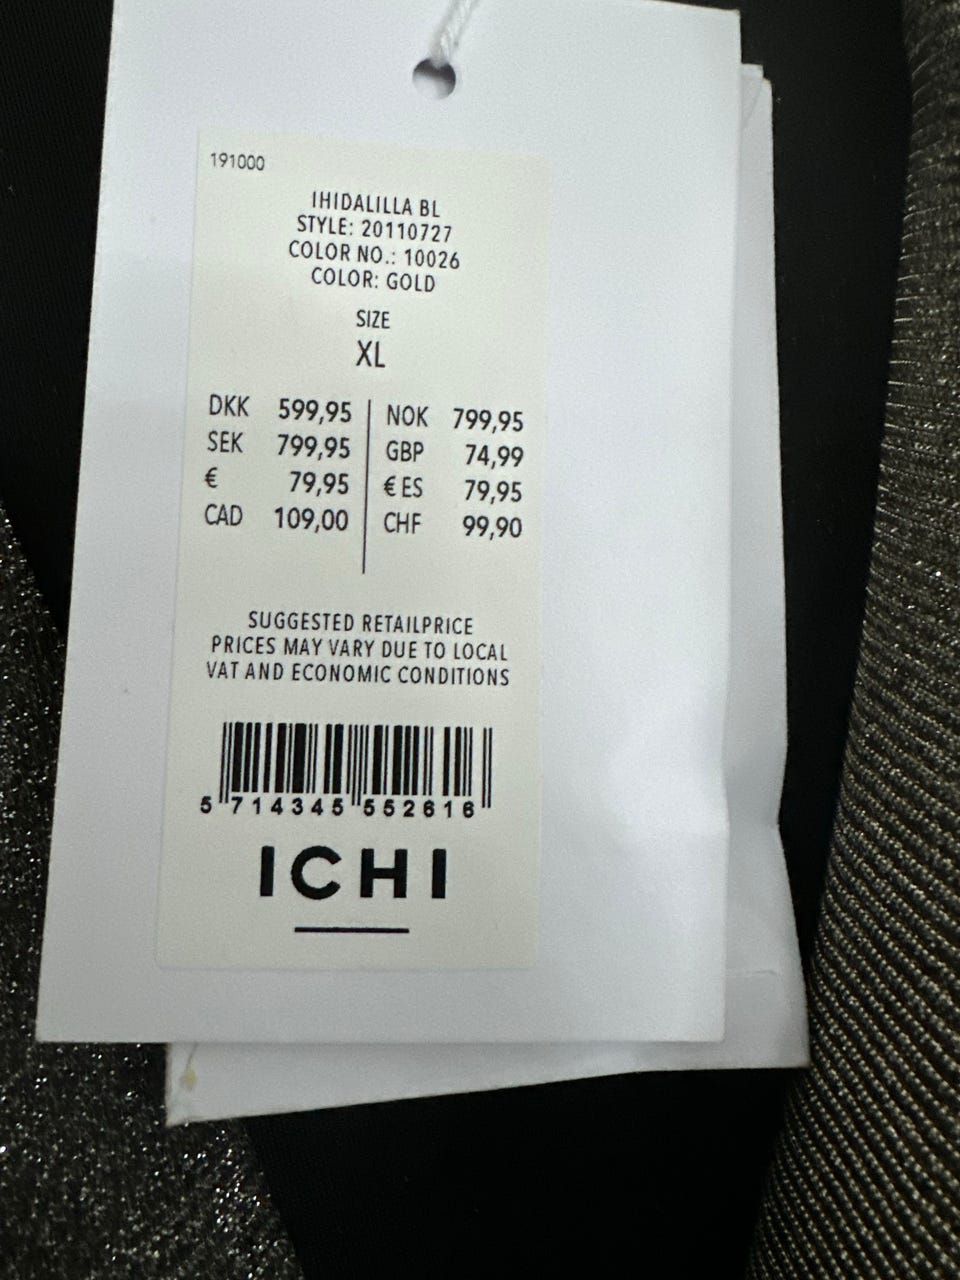 191000
IHIDALILLA BL
STYLE: 20110727
COLOR NO.: 10026
COLOR: GOLD
SIZE
XL
DKK 599,95 NOK 799,95
SEK 799,95 GBP 74,99
€ 79,95 € ES 79,95
CAD 109,00 CHF 99,90
SUGGESTED RETAILPRICE
PRICES MAY VARY DUE TO LOCAL
VAT AND ECONOMIC CONDITIONS
5 714345 552616
ICHI